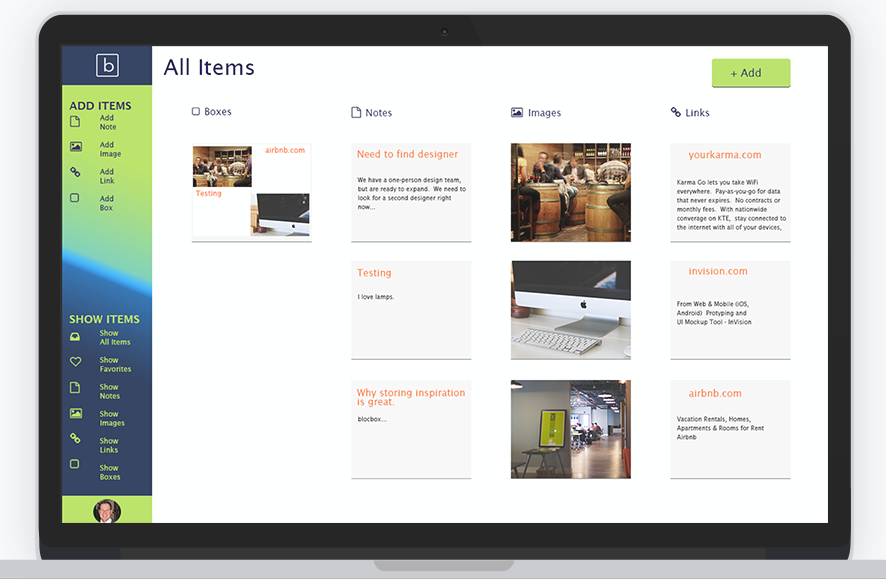 b
All Items
+ Add
ADD ITEMS
Add
Note
Add
Image
Add
Link
Add
Box
SHOW ITEMS
Show
All Items
Show
Favorites
Show
Notes
Show
Images
Show
Links
Show
Boxes
Boxes
airbnb.com
Testing
Notes
Need to find designer
We have a one-person design team,
but are ready to expand. We need to
look for a second designer right
now...
Testing
I love lamps.
Why storing inspiration
is great.
blocbox...
Images
Links
yourkarma.com
Karma Go lets you take WiFi
everywhere. Pay-as-you-go for data
that never expires. No contracts or
monthly fees. With nationwide
converage on KTE, stay connected to
the internet with all of your devices,
invision.com
From Web & Mobile (iOS,
Android) Protyping and
UI Mockup Tool - InVision
airbnb.com
Vacation Rentals, Homes,
Apartments & Rooms for Rent
Airbnb